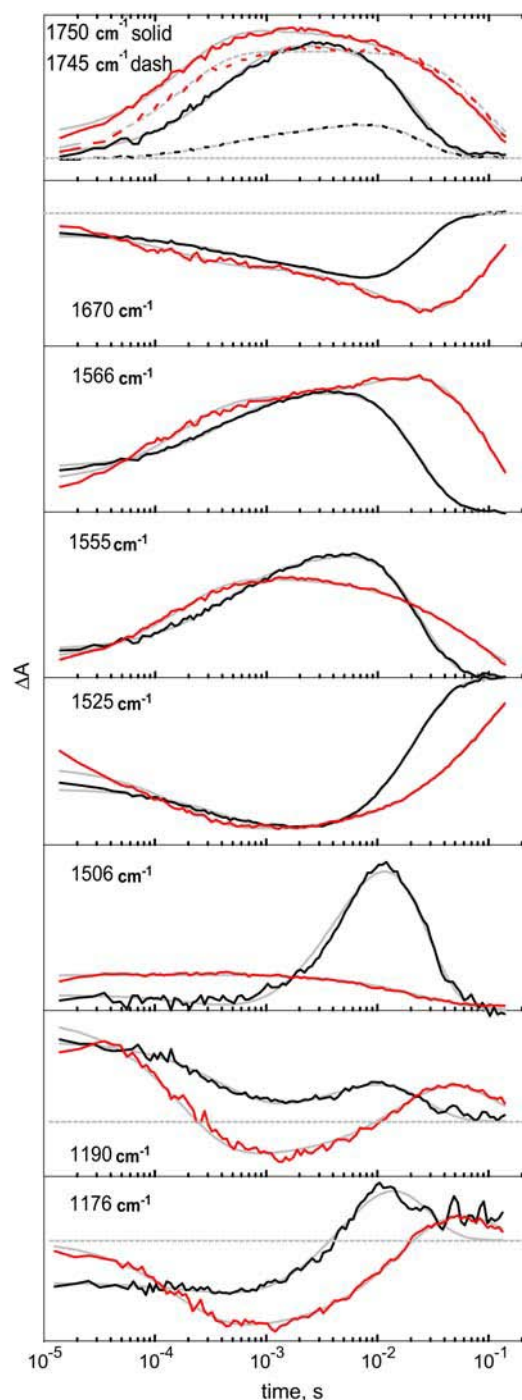 1750 cm-1 solid
1745 cm-1 dash
1670 cm-1
1566 cm-1
1555 cm-1
ΔA
1525 cm-1
1506 cm-1
1190 cm-1
1176 cm-1
10-5 10-4 10-3 10-2 10-1
time, s